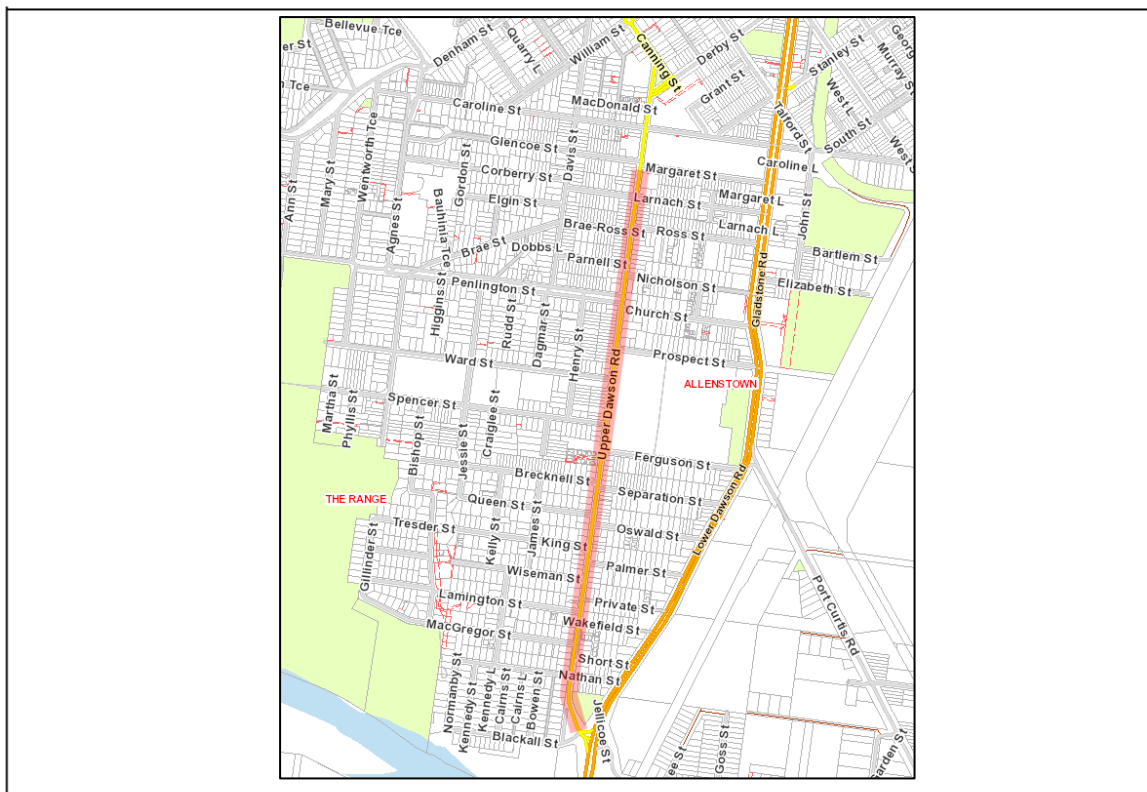 Bellevue Tce
Denham St
Quarry L
William St
Canning St
Derby St
Stanley St
Murray St
Grant St
West L
Caroline St
MacDonald St
Talford St
South St
Wentworth Tce
Glencoe St
Davis St
Caroline L
Mary St
Ann St
Gordon St
Corberry St
Margaret St
Margaret L
Bauhinia Tce
Elgin St
Larnach St
Larnach L
John St
Agnes St
Brae St
Brae-Ross St
Ross St
Dobbs L
Parnell St
Bartlem St
Gladstone Rd
Penlington St
Nicholson St
Elizabeth St
Higgins St
Rudd St
Dagmar St
Henry St
Church St
Ward St
Upper Dawson Rd
Prospect St
ALLENSTOWN
Martha St
Phyllis St
Spencer St
Craiglee St
Bishop St
Jessie St
Brecknell St
Ferguson St
Lower Dawson Rd
THE RANGE
Queen St
James St
Separation St
Tresder St
Kelly St
King St
Oswald St
Gillinder St
Wiseman St
Palmer St
Port Curtis Rd
Lamington St
Private St
MacGregor St
Wakefield St
Short St
Nathan St
Normanby St
Kennedy St
Kennedy L
Cairns St
Cairns L
Bowen St
Blackall St
Jellicoe St
Goss St